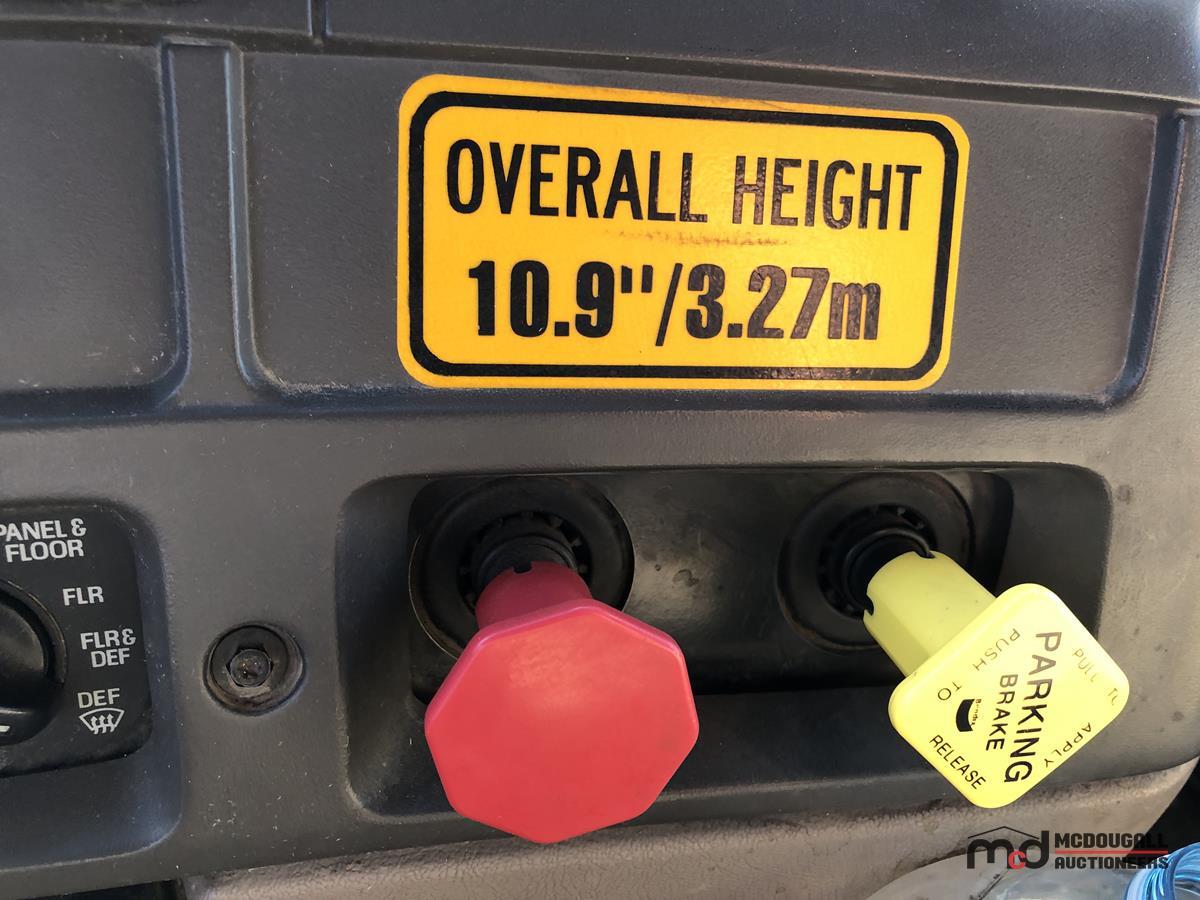 OVERALL HEIGHT
10.9"/3.27m
PANEL &
FLOOR
FLR
FLR &
DEF
DEF
PULL TO APPLY
PARKING
BRAKE
PUSH TO RELEASE
mcd MCDOUGALL
AUCTIONEERS